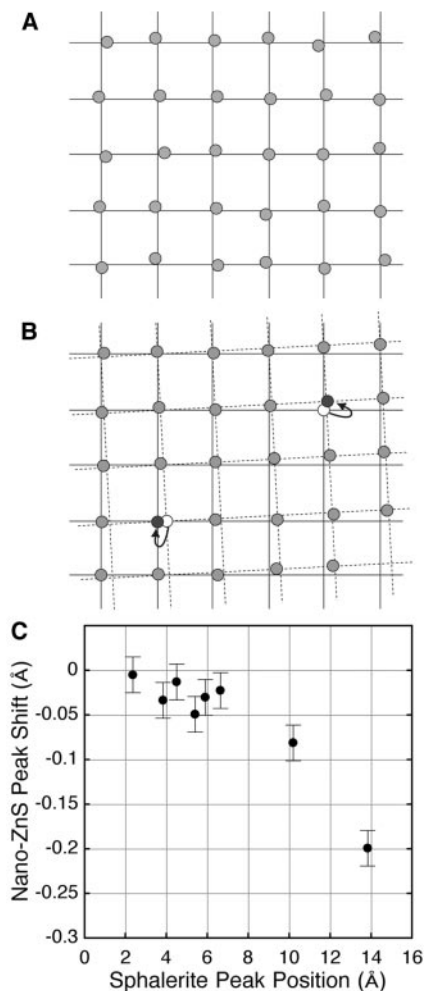 A
B
C
0
-0.05
-0.1
-0.15
-0.2
-0.25
-0.3
Nano-ZnS Peak Shift (Å)
0 2 4 6 8 10 12 14 16
Sphalerite Peak Position (Å)